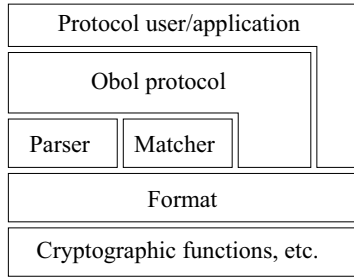 Protocol user/application
Obol protocol
Parser
Matcher
Format
Cryptographic functions, etc.